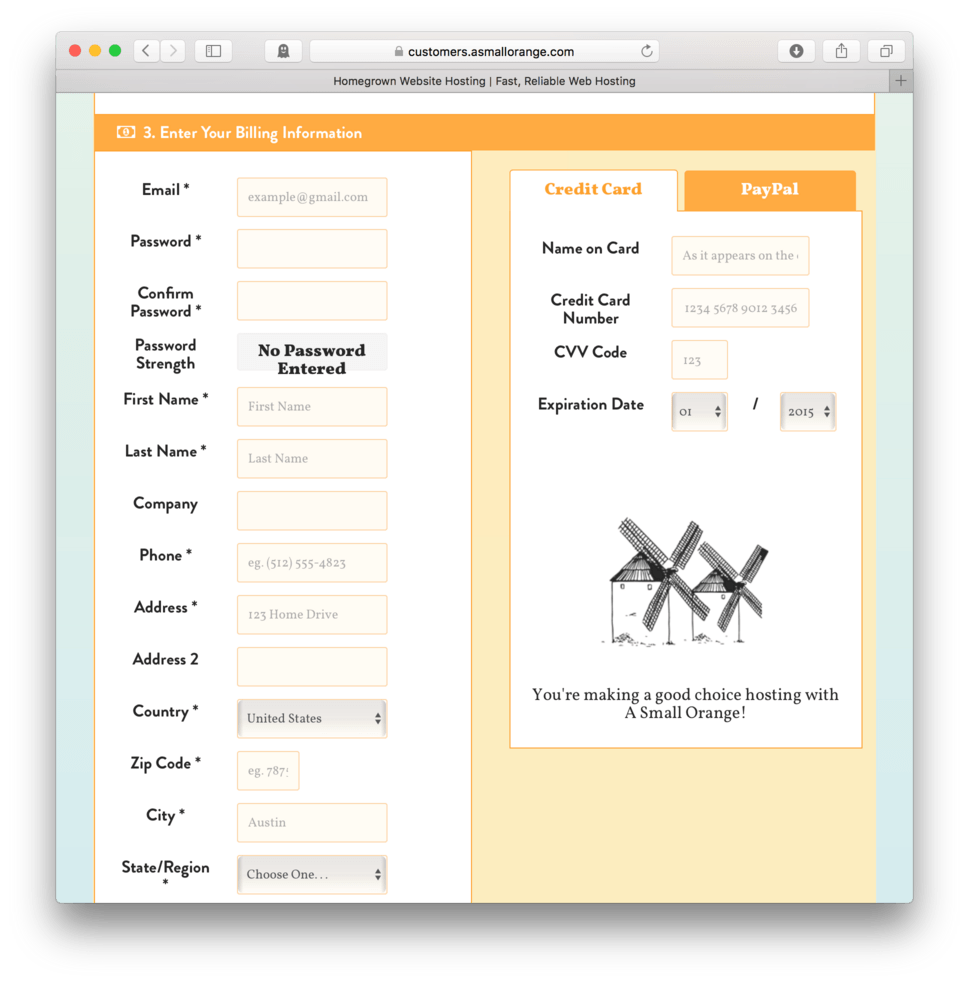 customers.asmallorange.com
Homegrown Website Hosting | Fast, Reliable Web Hosting
3. Enter Your Billing Information
Email *
example@gmail.com
Password *
Confirm
Password *
Password
Strength
No Password
Entered
First Name *
First Name
Last Name *
Last Name
Company
Phone *
eg. (512) 555-4823
Address *
123 Home Drive
Address 2
Country *
United States
Zip Code *
eg. 787
City *
Austin
State/Region
*
Choose One...
Credit Card
PayPal
Name on Card
As it appears on the
Credit Card
Number
1234 5678 9012 3456
CVV Code
123
Expiration Date
01
/
2015
You're making a good choice hosting with
A Small Orange!